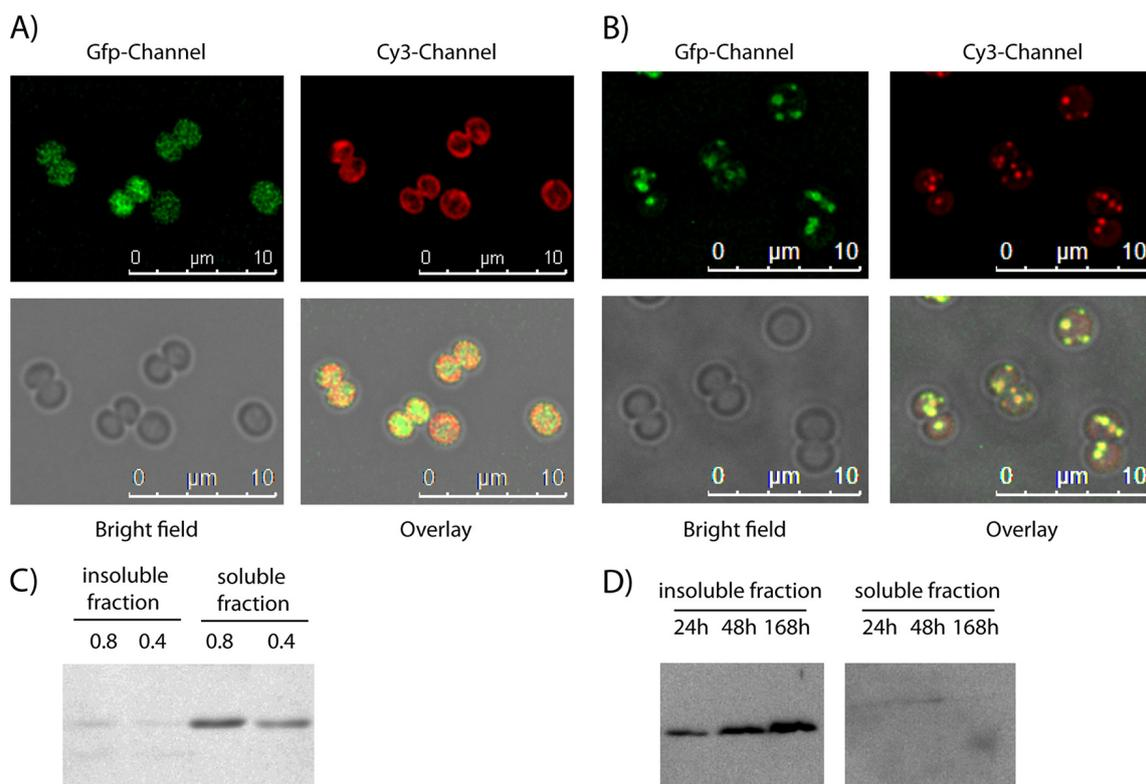 A)
B)
Gfp-Channel
Cy3-Channel
Gfp-Channel
Cy3-Channel
0 µm 10
0 µm 10
0 µm 10
0 µm 10
0 µm 10
0 µm 10
0 µm 10
0 µm 10
Bright field
Overlay
Bright field
Overlay
C)
insoluble
fraction
soluble
fraction
0.8 0.4 0.8 0.4
D)
insoluble fraction
soluble fraction
24h 48h 168h
24h 48h 168h